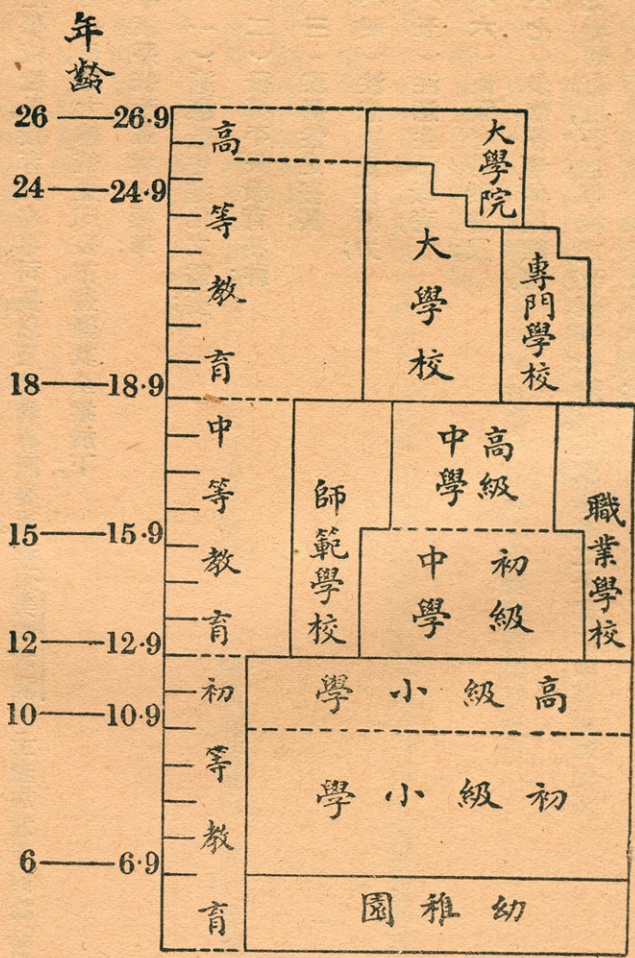 年齡
26——26·9
24——24·9
18——18·9
15——15·9
12——12·9
10——10·9
6——6·9
高等教育
中等教育
初等教育
大學院
大學校
專門學校
師範學校
高級中學
初級中學
職業學校
高級小學
初級小學
幼稚園